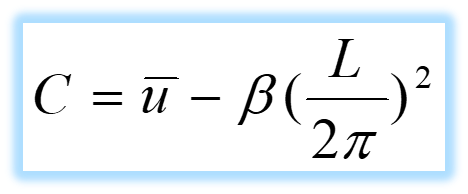 C = u̅ − β(L/2π)²